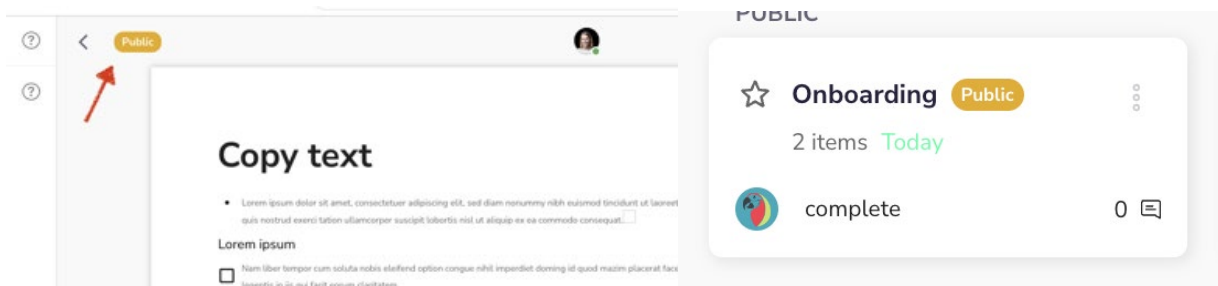 Public
Copy text
Lorem ipsum dolor sit amet, consectetuer adipiscing elit, sed diam nonummy nibh euismod tincidunt ut laoreet
quis nostrud exerci tation ullamcorper suscipit lobortis nisl ut aliquip ex ea commodo consequat.
Lorem ipsum
Nam liber tempor cum soluta nobis eleifend option congue nihil imperdiet doming id quod mazim placerat face
PUBLIC
Onboarding Public
2 items Today
complete 0